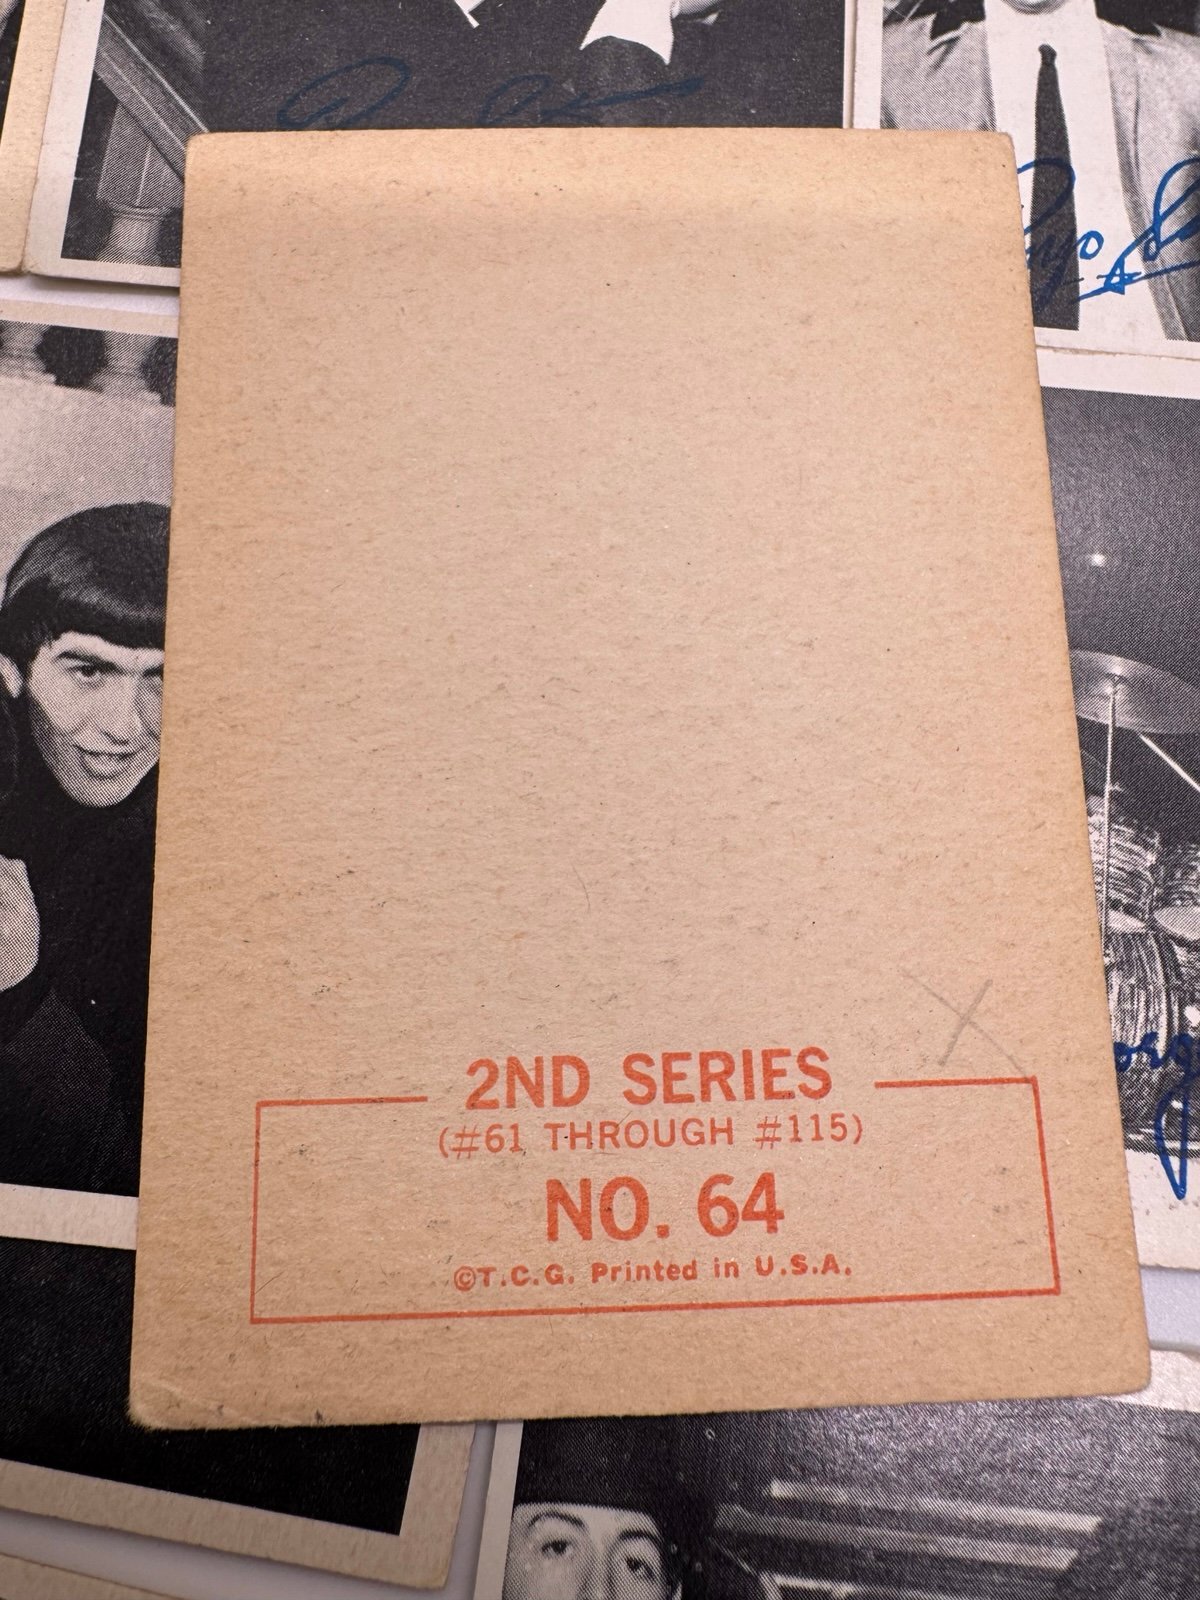 2ND SERIES
(#61 THROUGH #115)
NO. 64
©T.C.G. Printed in U.S.A.